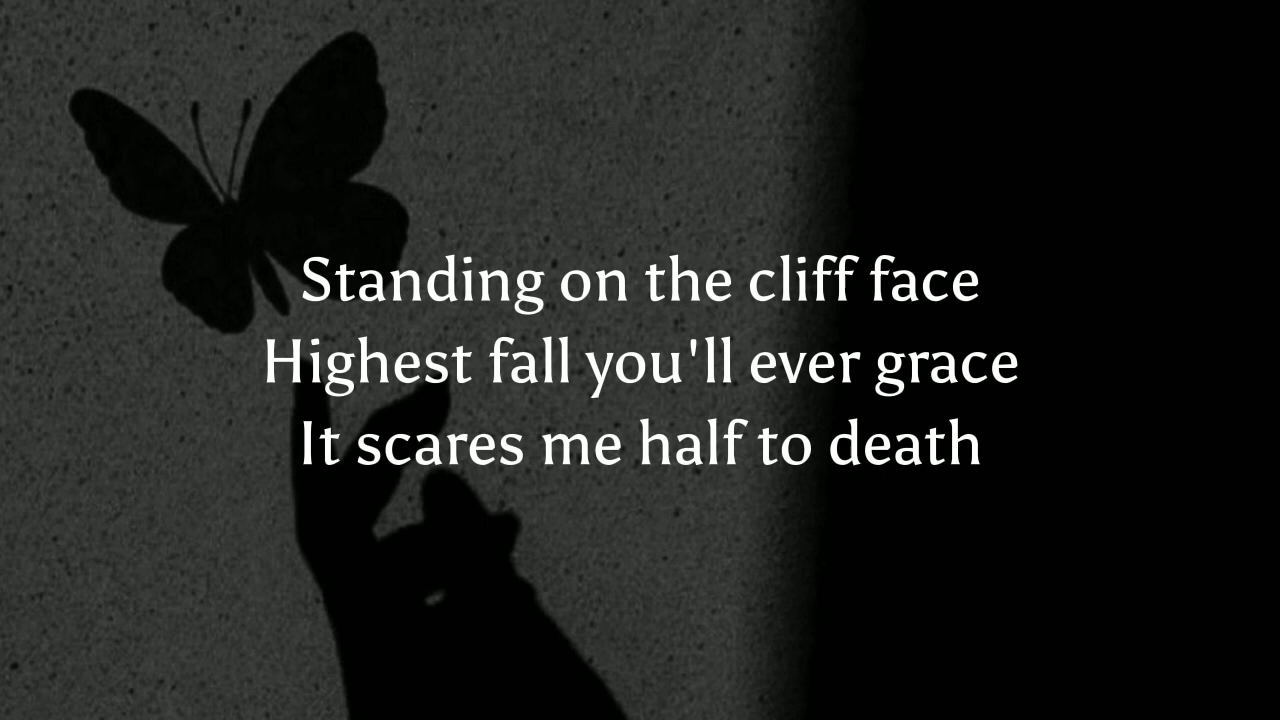 Standing on the cliff face
Highest fall you'll ever grace
It scares me half to death